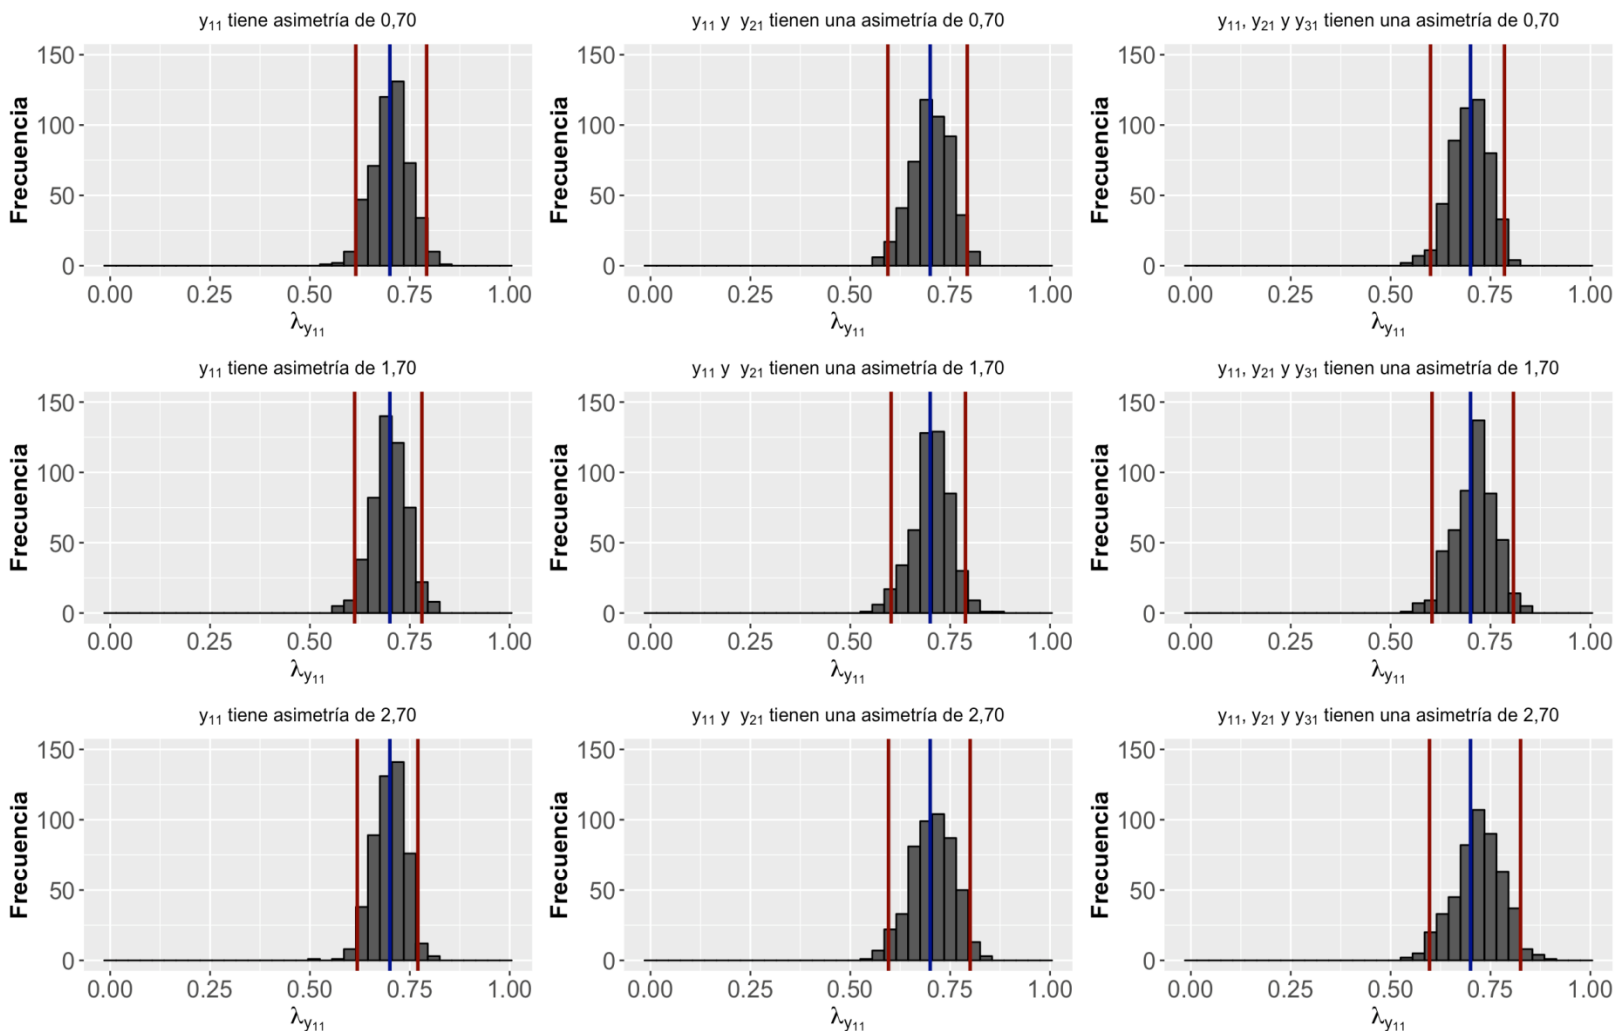 y₁₁ tiene asimetría de 0,70
y₁₁ y y₂₁ tienen una asimetría de 0,70
y₁₁, y₂₁ y y₃₁ tienen una asimetría de 0,70
Frecuencia
150
100
50
0
0.00 0.25 0.50 0.75 1.00
λy₁₁
Frecuencia
150
100
50
0
0.00 0.25 0.50 0.75 1.00
λy₁₁
Frecuencia
150
100
50
0
0.00 0.25 0.50 0.75 1.00
λy₁₁
y₁₁ tiene asimetría de 1,70
y₁₁ y y₂₁ tienen una asimetría de 1,70
y₁₁, y₂₁ y y₃₁ tienen una asimetría de 1,70
Frecuencia
150
100
50
0
0.00 0.25 0.50 0.75 1.00
λy₁₁
Frecuencia
150
100
50
0
0.00 0.25 0.50 0.75 1.00
λy₁₁
Frecuencia
150
100
50
0
0.00 0.25 0.50 0.75 1.00
λy₁₁
y₁₁ tiene asimetría de 2,70
y₁₁ y y₂₁ tienen una asimetría de 2,70
y₁₁, y₂₁ y y₃₁ tienen una asimetría de 2,70
Frecuencia
150
100
50
0
0.00 0.25 0.50 0.75 1.00
λy₁₁
Frecuencia
150
100
50
0
0.00 0.25 0.50 0.75 1.00
λy₁₁
Frecuencia
150
100
50
0
0.00 0.25 0.50 0.75 1.00
λy₁₁